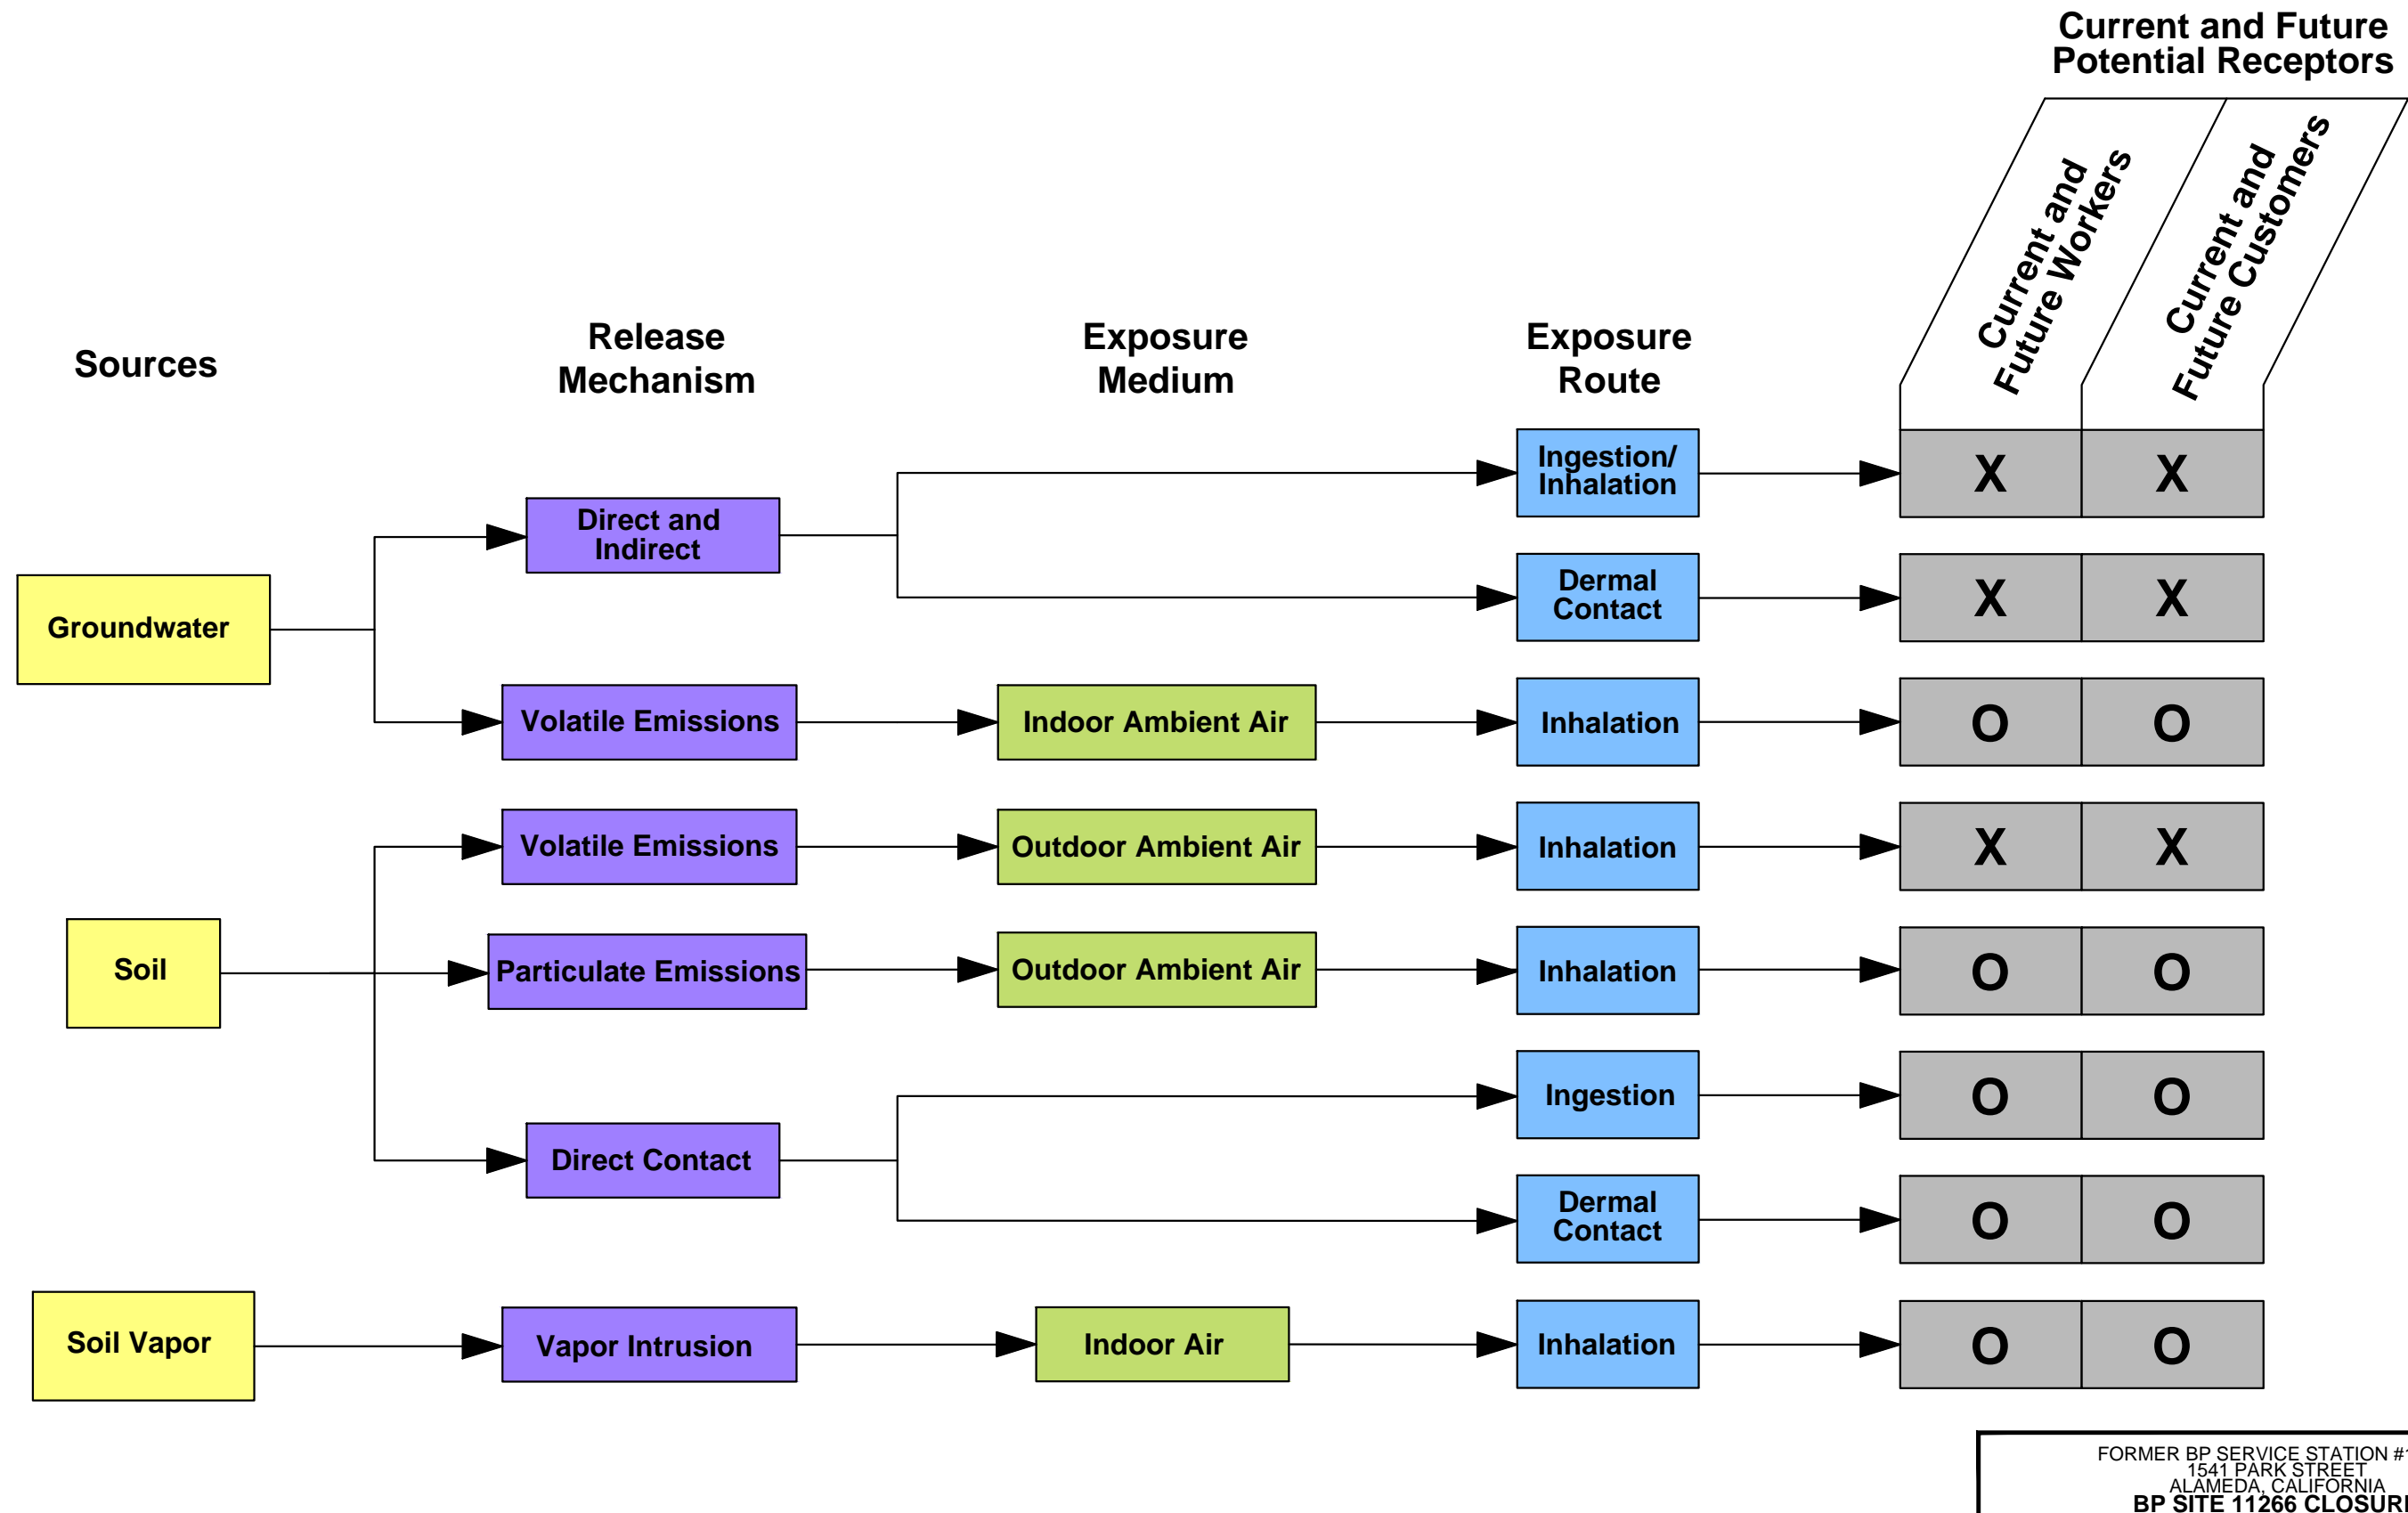 Current and Future
Potential Receptors
Current and
Future Workers
Current and
Future Customers
Sources
Release
Mechanism
Exposure
Medium
Exposure
Route
Ingestion/
Inhalation
X
X
Direct and
Indirect
Dermal
Contact
X
X
Groundwater
Volatile Emissions
Indoor Ambient Air
Inhalation
O
O
Volatile Emissions
Outdoor Ambient Air
Inhalation
X
X
Soil
Particulate Emissions
Outdoor Ambient Air
Inhalation
O
O
Ingestion
O
O
Direct Contact
Dermal
Contact
O
O
Soil Vapor
Vapor Intrusion
Indoor Air
Inhalation
O
O
FORMER BP SERVICE STATION
1541 PARK STREET
ALAMEDA, CALIFORNIA
BP SITE 11266